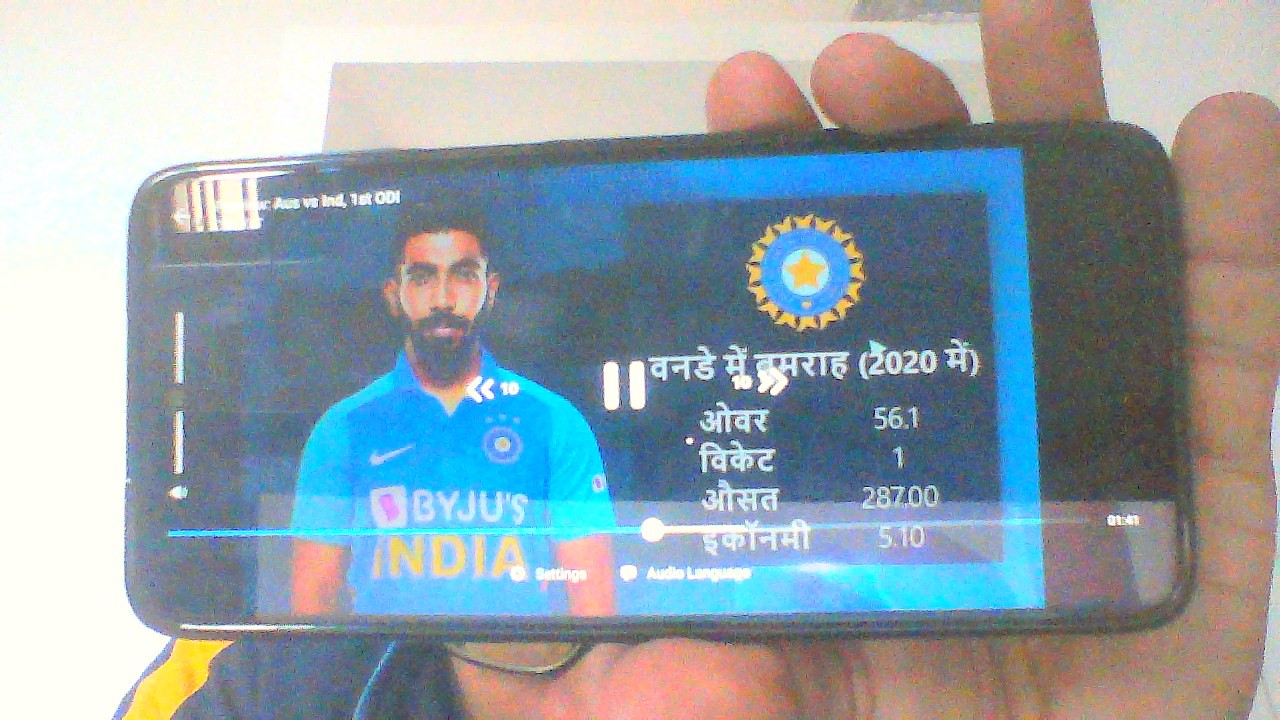 Aus vs Ind, 1st ODI
वनडे में बुमराह (2020 में)
10
10
ओवर 56.1
विकेट 1
औसत 287.00
इकॉनमी 5.10
BYJU'S
INDIA
01:41
Settings
Audio Language